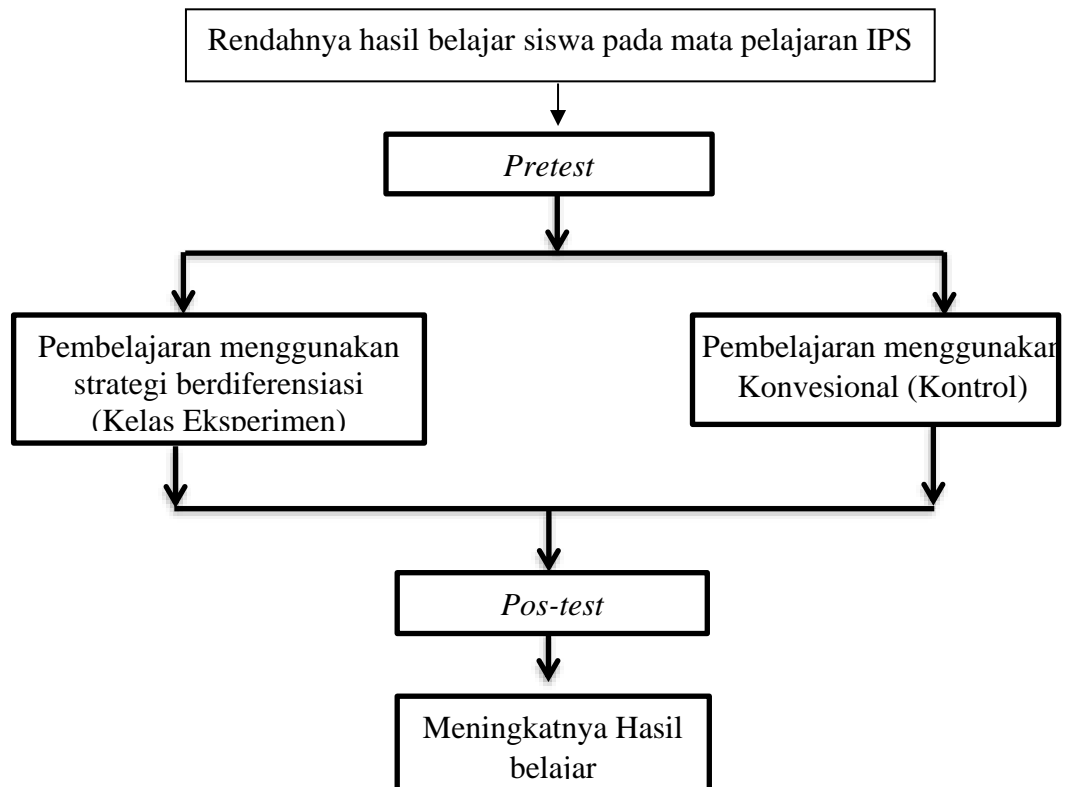 Rendahnya hasil belajar siswa pada mata pelajaran IPS
Pretest
Pembelajaran menggunakan
strategi berdiferensiasi
(Kelas Eksperimen)
Pembelajaran menggunakan
Konvesional (Kontrol)
Pos-test
Meningkatnya Hasil
belajar